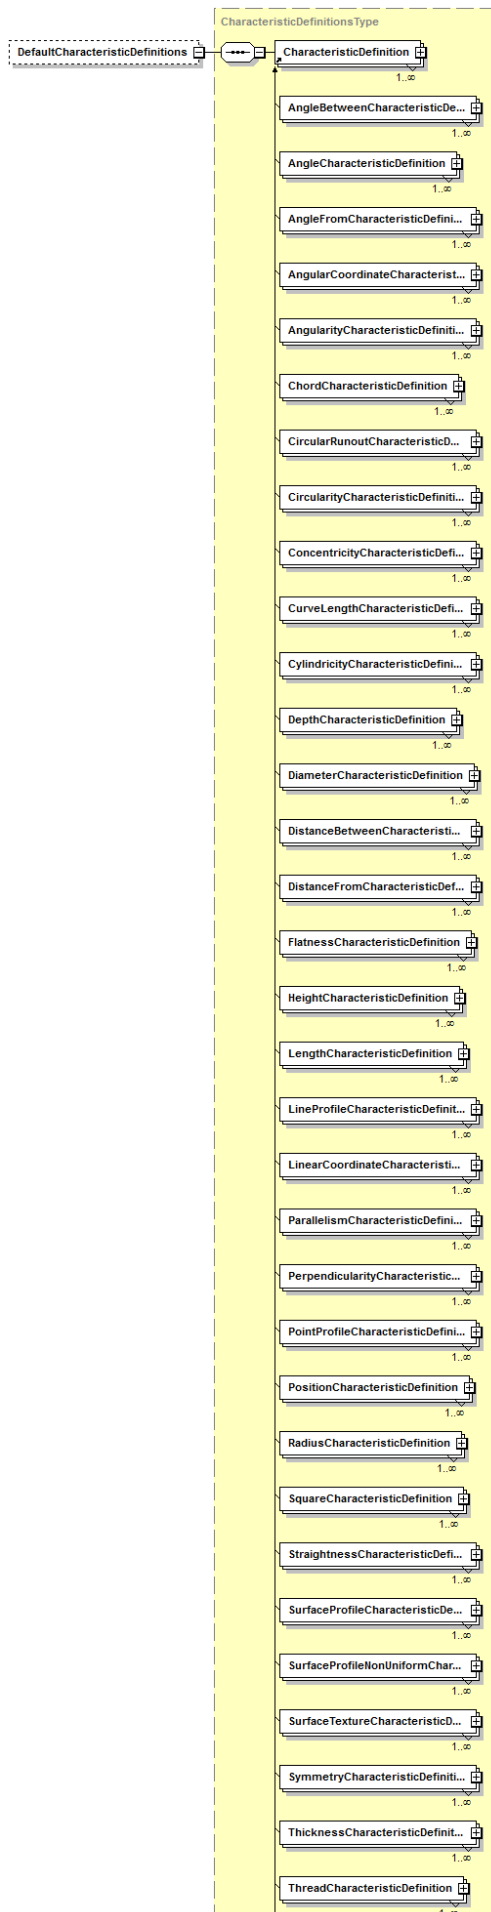 CharacteristicDefinitionsType
DefaultCharacteristicDefinitions
CharacteristicDefinition
1..∞
AngleBetweenCharacteristicDe...
1..∞
AngleCharacteristicDefinition
1..∞
AngleFromCharacteristicDefini...
1..∞
AngularCoordinateCharacterist...
1..∞
AngularityCharacteristicDefiniti...
1..∞
ChordCharacteristicDefinition
1..∞
CircularRunoutCharacteristicD...
1..∞
CircularityCharacteristicDefiniti...
1..∞
ConcentricityCharacteristicDefi...
1..∞
CurveLengthCharacteristicDefi...
1..∞
CylindricityCharacteristicDefini...
1..∞
DepthCharacteristicDefinition
1..∞
DiameterCharacteristicDefinition
1..∞
DistanceBetweenCharacteristi...
1..∞
DistanceFromCharacteristicDef...
1..∞
FlatnessCharacteristicDefinition
1..∞
HeightCharacteristicDefinition
1..∞
LengthCharacteristicDefinition
1..∞
LineProfileCharacteristicDefinit...
1..∞
LinearCoordinateCharacteristi...
1..∞
ParallelismCharacteristicDefini...
1..∞
PerpendicularityCharacteristic...
1..∞
PointProfileCharacteristicDefini...
1..∞
PositionCharacteristicDefinition
1..∞
RadiusCharacteristicDefinition
1..∞
SquareCharacteristicDefinition
1..∞
StraightnessCharacteristicDefi...
1..∞
SurfaceProfileCharacteristicDe...
1..∞
SurfaceProfileNonUniformChar...
1..∞
SurfaceTextureCharacteristicD...
1..∞
SymmetryCharacteristicDefiniti...
1..∞
ThicknessCharacteristicDefinit...
1..∞
ThreadCharacteristicDefinition